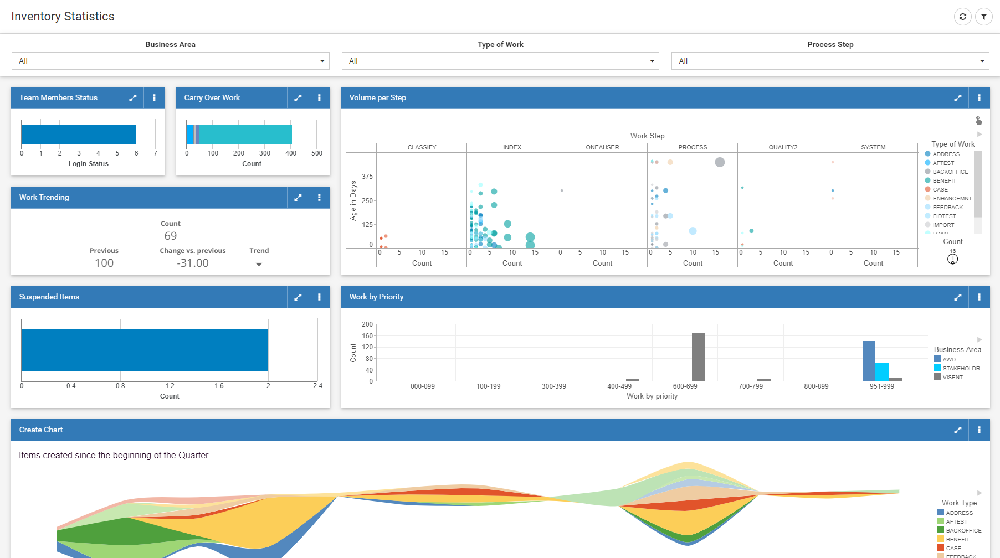 Inventory Statistics
Business Area
Type of Work
Process Step
All
All
All
Team Members Status
0 1 2 3 4 5 6 7
Login Status
Carry Over Work
0 100 200 300 400 500
Count
Volume per Step
Work Step
CLASSIFY INDEX ONEAUSER PROCESS QUALITY2 SYSTEM
Age in Days
375
250
125
0
0 5 10 15 0 5 10 15 0 5 10 15 0 5 10 15 0 5 10 15 0 5 10 15
Count Count Count Count Count Count
Type of Work
ADDRESS
AFTEST
BACKOFFICE
BENEFIT
CASE
ENHANCEMNT
FEEDBACK
FIDTEST
IMPORT
LOAN
Count
16
1
Work Trending
Count
69
Previous
100
Change vs. previous
-31.00
Trend
Suspended Items
0 0.4 0.8 1.2 1.6 2 2.4
Count
Work by Priority
Count
200
160
120
80
40
0
000-099 100-199 300-399 400-499 600-699 700-799 800-899 951-999
Work by priority
Business Area
AWD
STAKEHOLDR
VISENT
Create Chart
Items created since the beginning of the Quarter
Work Type
ADDRESS
AFTEST
BACKOFFICE
BENEFIT
CASE
FEEDBACK